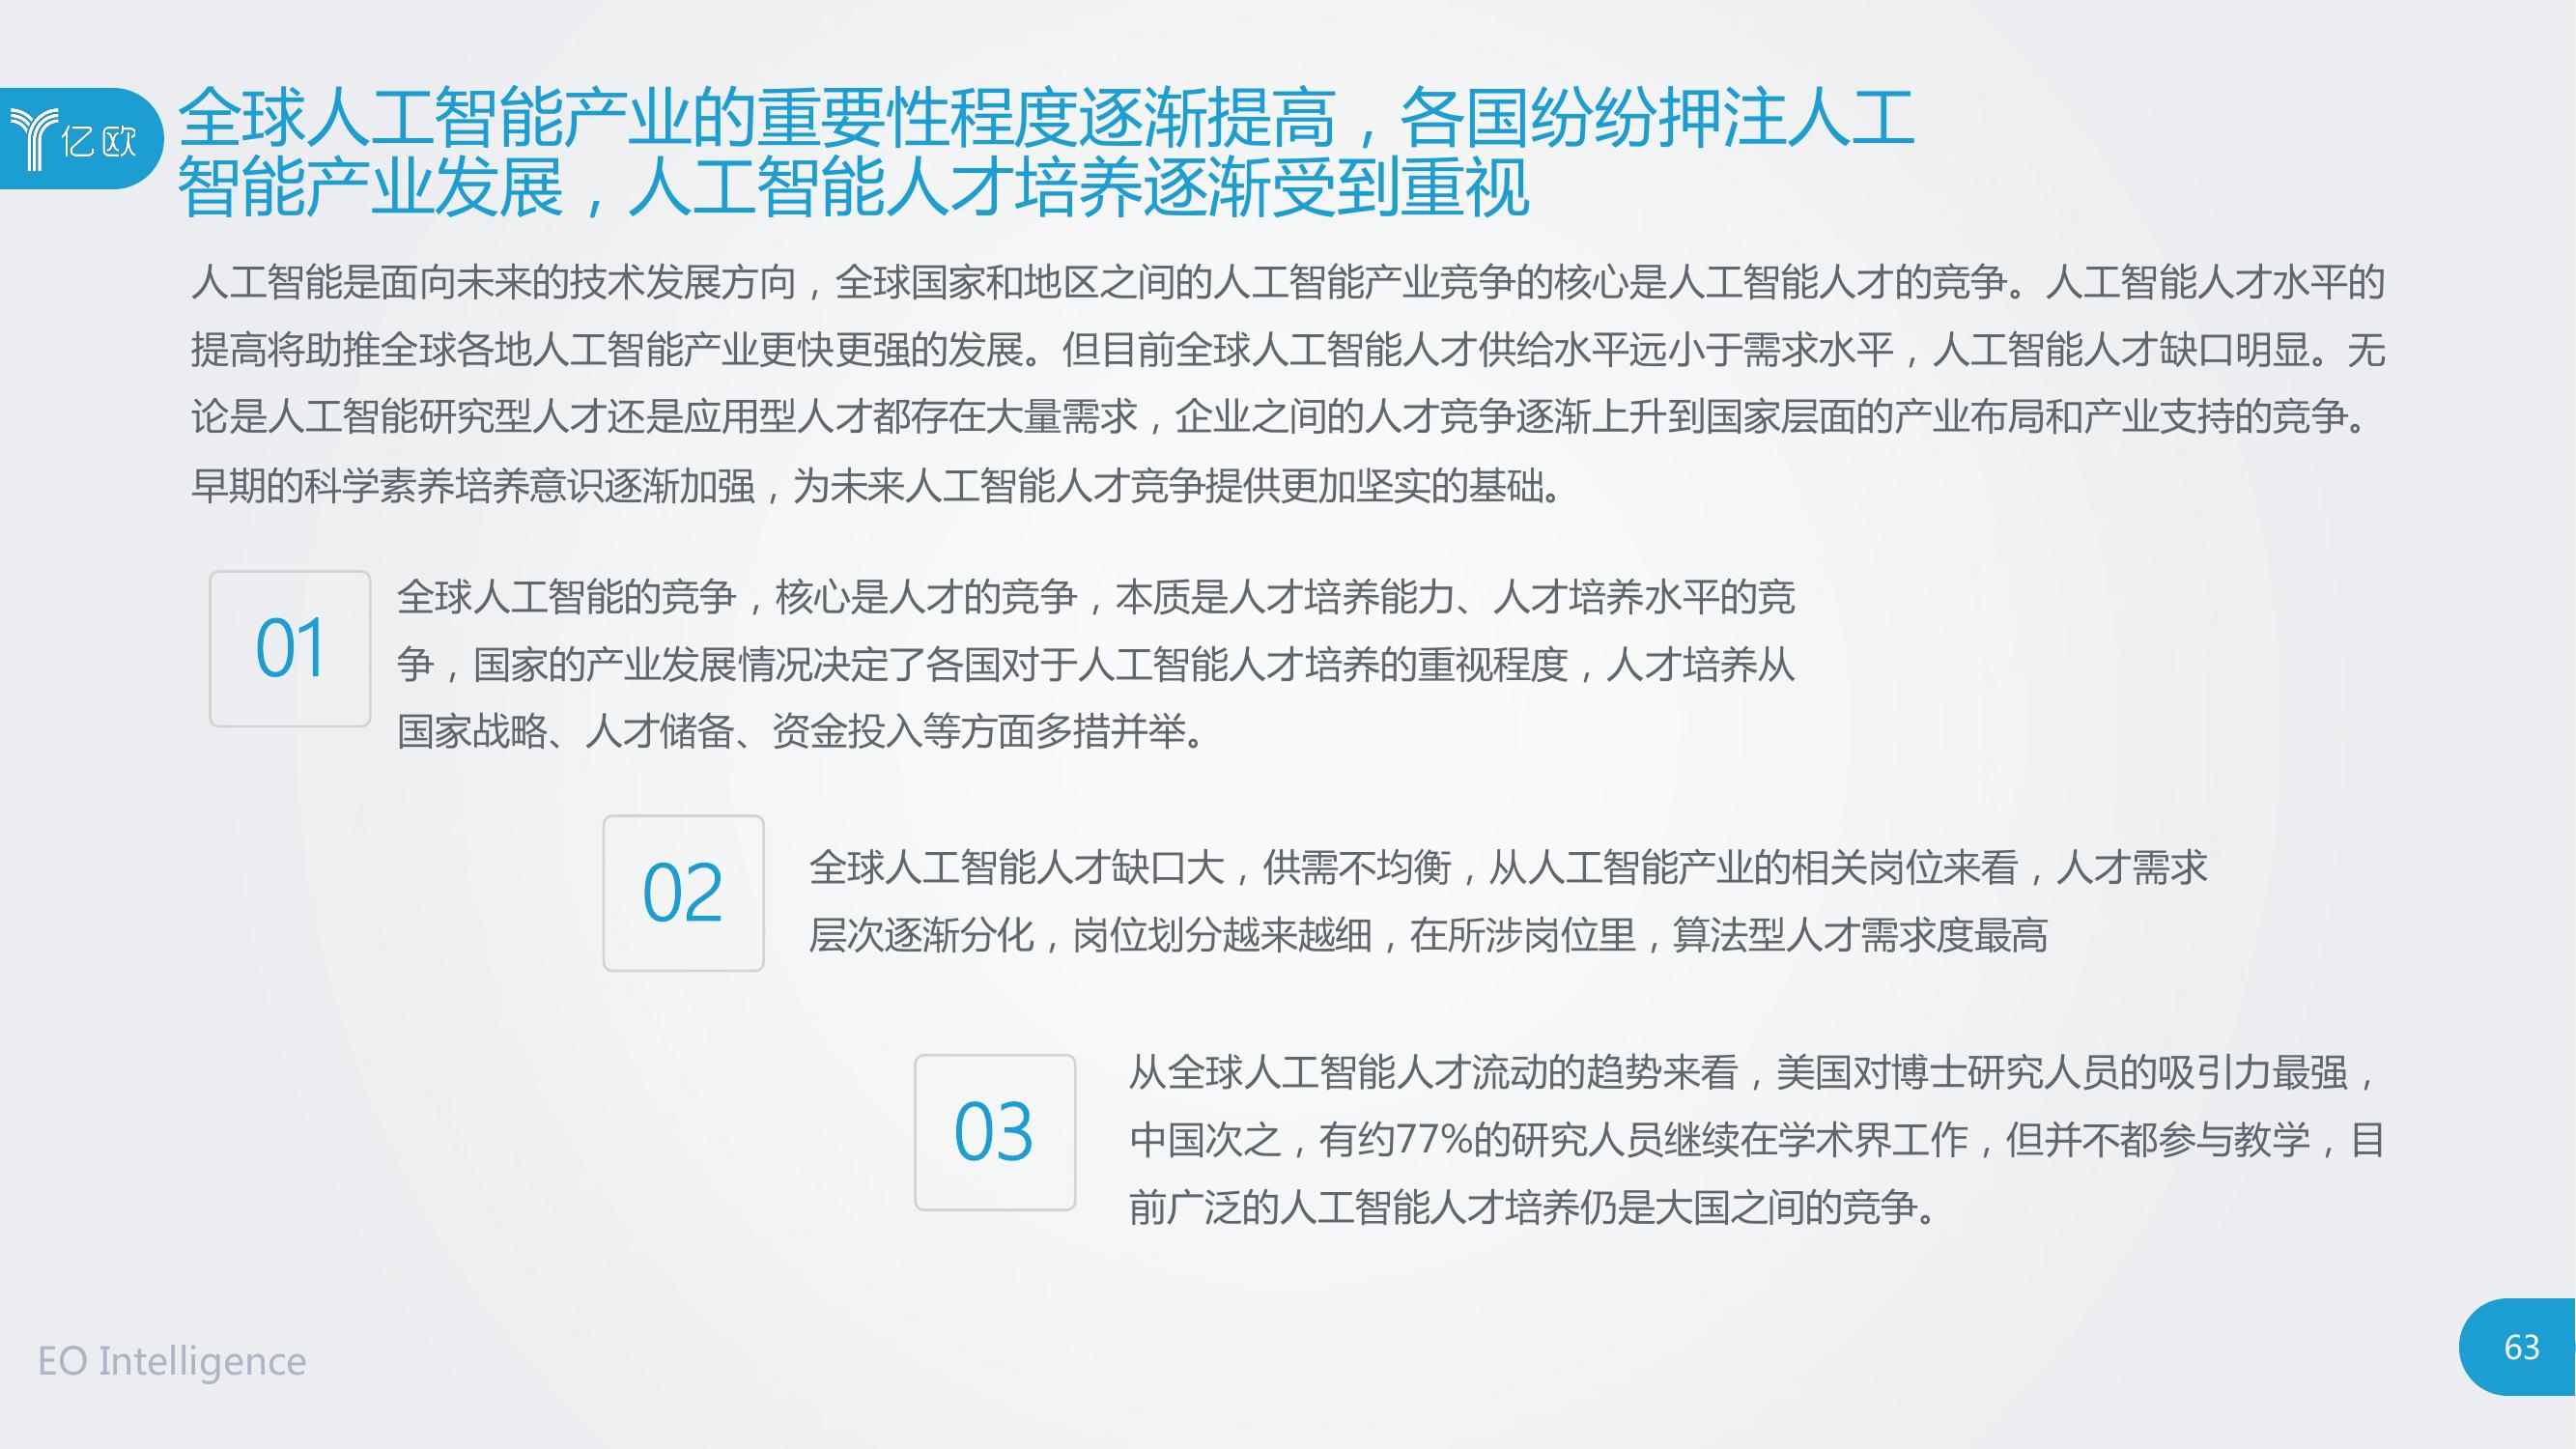 亿欧
全球人工智能产业的重要性程度逐渐提高，各国纷纷押注人工
智能产业发展，人工智能人才培养逐渐受到重视
人工智能是面向未来的技术发展方向，全球国家和地区之间的人工智能产业竞争的核心是人工智能人才的竞争。人工智能人才水平的
提高将助推全球各地人工智能产业更快更强的发展。但目前全球人工智能人才供给水平远小于需求水平，人工智能人才缺口明显。无
论是人工智能研究型人才还是应用型人才都存在大量需求，企业之间的人才竞争逐渐上升到国家层面的产业布局和产业支持的竞争。
早期的科学素养培养意识逐渐加强，为未来人工智能人才竞争提供更加坚实的基础。
01
全球人工智能的竞争，核心是人才的竞争，本质是人才培养能力、人才培养水平的竞
争，国家的产业发展情况决定了各国对于人工智能人才培养的重视程度，人才培养从
国家战略、人才储备、资金投入等方面多措并举。
02
全球人工智能人才缺口大，供需不均衡，从人工智能产业的相关岗位来看，人才需求
层次逐渐分化，岗位划分越来越细，在所涉岗位里，算法型人才需求度最高
03
从全球人工智能人才流动的趋势来看，美国对博士研究人员的吸引力最强，
中国次之，有约77%的研究人员继续在学术界工作，但并不都参与教学，目
前广泛的人工智能人才培养仍是大国之间的竞争。
EO Intelligence
63